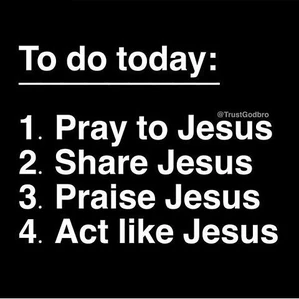 To do today:
@TrustGodbro
1. Pray to Jesus
2. Share Jesus
3. Praise Jesus
4. Act like Jesus